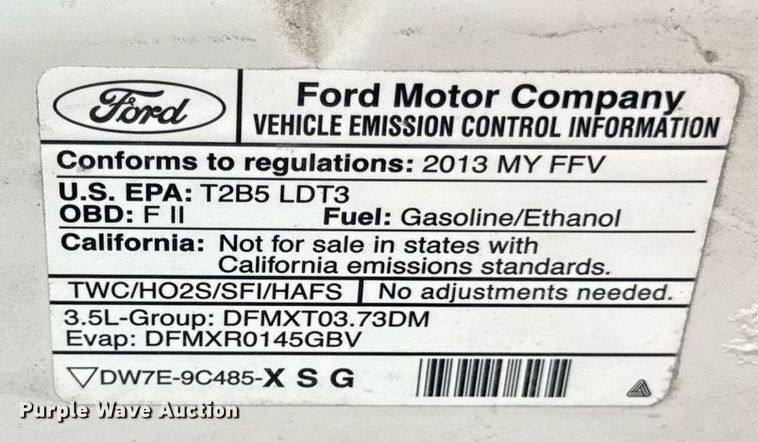 Ford
Ford Motor Company
VEHICLE EMISSION CONTROL INFORMATION
Conforms to regulations: 2013 MY FFV
U.S. EPA: T2B5 LDT3
OBD: F II Fuel: Gasoline/Ethanol
California: Not for sale in states with
California emissions standards.
TWC/HO2S/SFI/HAFS No adjustments needed.
3.5L-Group: DFMXT03.73DM
Evap: DFMXR0145GBV
DW7E-9C485-X S G
Purple Wave Auction